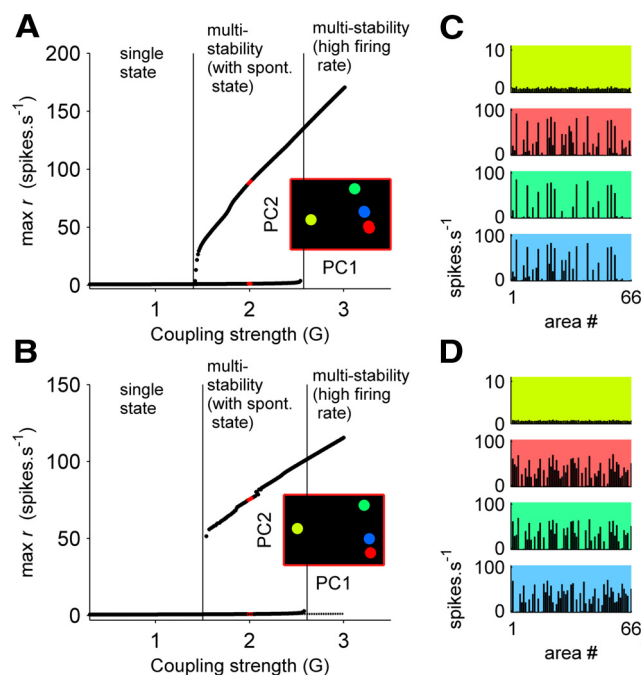 A
single
state
multi-
stability
(with spont.
state)
multi-stability
(high firing
rate)
200
150
100
50
0
max r (spikes.s-1)
PC2
PC1
1 2 3
Coupling strength (G)
B
single
state
multi-
stability
(with spont.
state)
multi-stability
(high firing
rate)
150
100
50
0
max r (spikes.s-1)
PC2
PC1
1 2 3
Coupling strength (G)
C
10
0
100
0
100
0
100
0
spikes.s-1
1 66
area #
D
10
0
100
0
100
0
100
0
spikes.s-1
1 66
area #